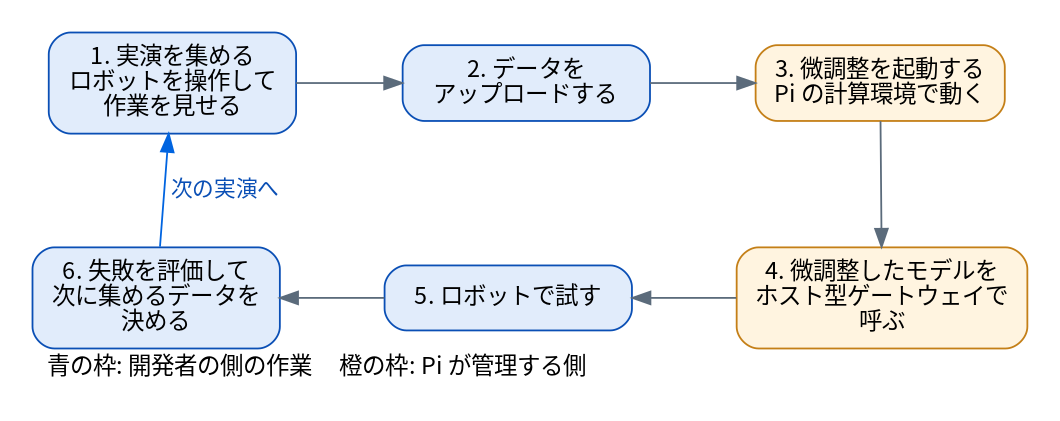 1. 実演を集める
ロボットを操作して
作業を見せる
2. データを
アップロードする
3. 微調整を起動する
Pi の計算環境で動く
次の実演へ
6. 失敗を評価して
次に集めるデータを
決める
5. ロボットで試す
4. 微調整したモデルを
ホスト型ゲートウェイで
呼ぶ
青の枠: 開発者の側の作業　橙の枠: Pi が管理する側